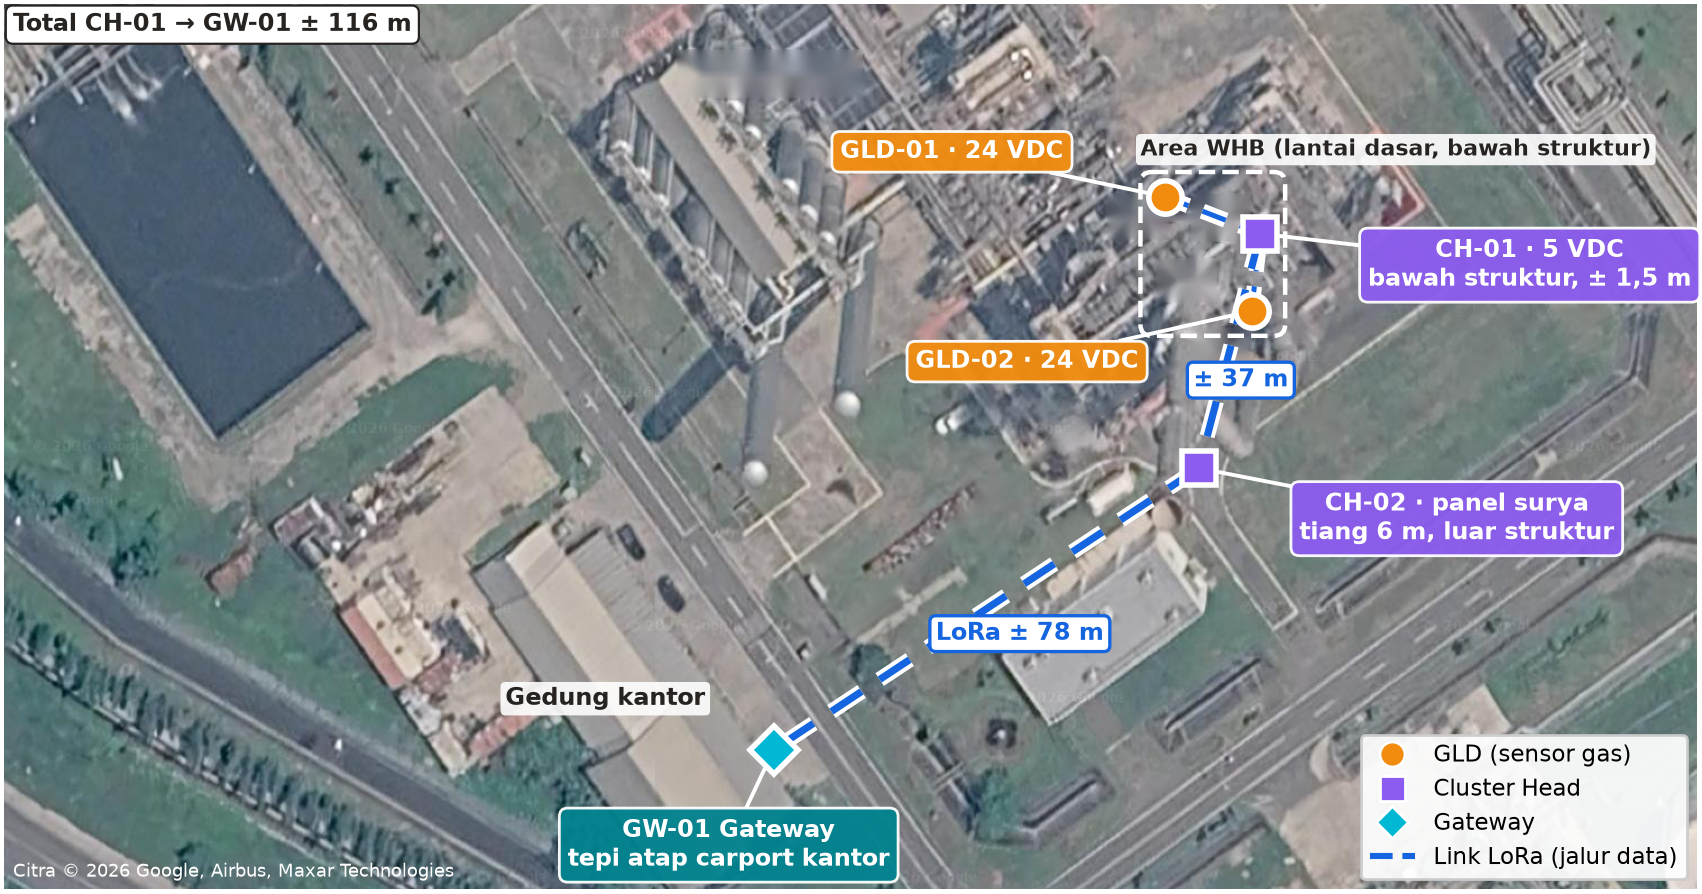 Total CH-01 → GW-01 ± 116 m
GLD-01 · 24 VDC
Area WHB (lantai dasar, bawah struktur)
CH-01 · 5 VDC
bawah struktur, ± 1,5 m
GLD-02 · 24 VDC
± 37 m
CH-02 · panel surya
tiang 6 m, luar struktur
LoRa ± 78 m
Gedung kantor
GW-01 Gateway
tepi atap carport kantor
GLD (sensor gas)
Cluster Head
Gateway
Link LoRa (jalur data)
Citra © 2026 Google, Airbus, Maxar Technologies